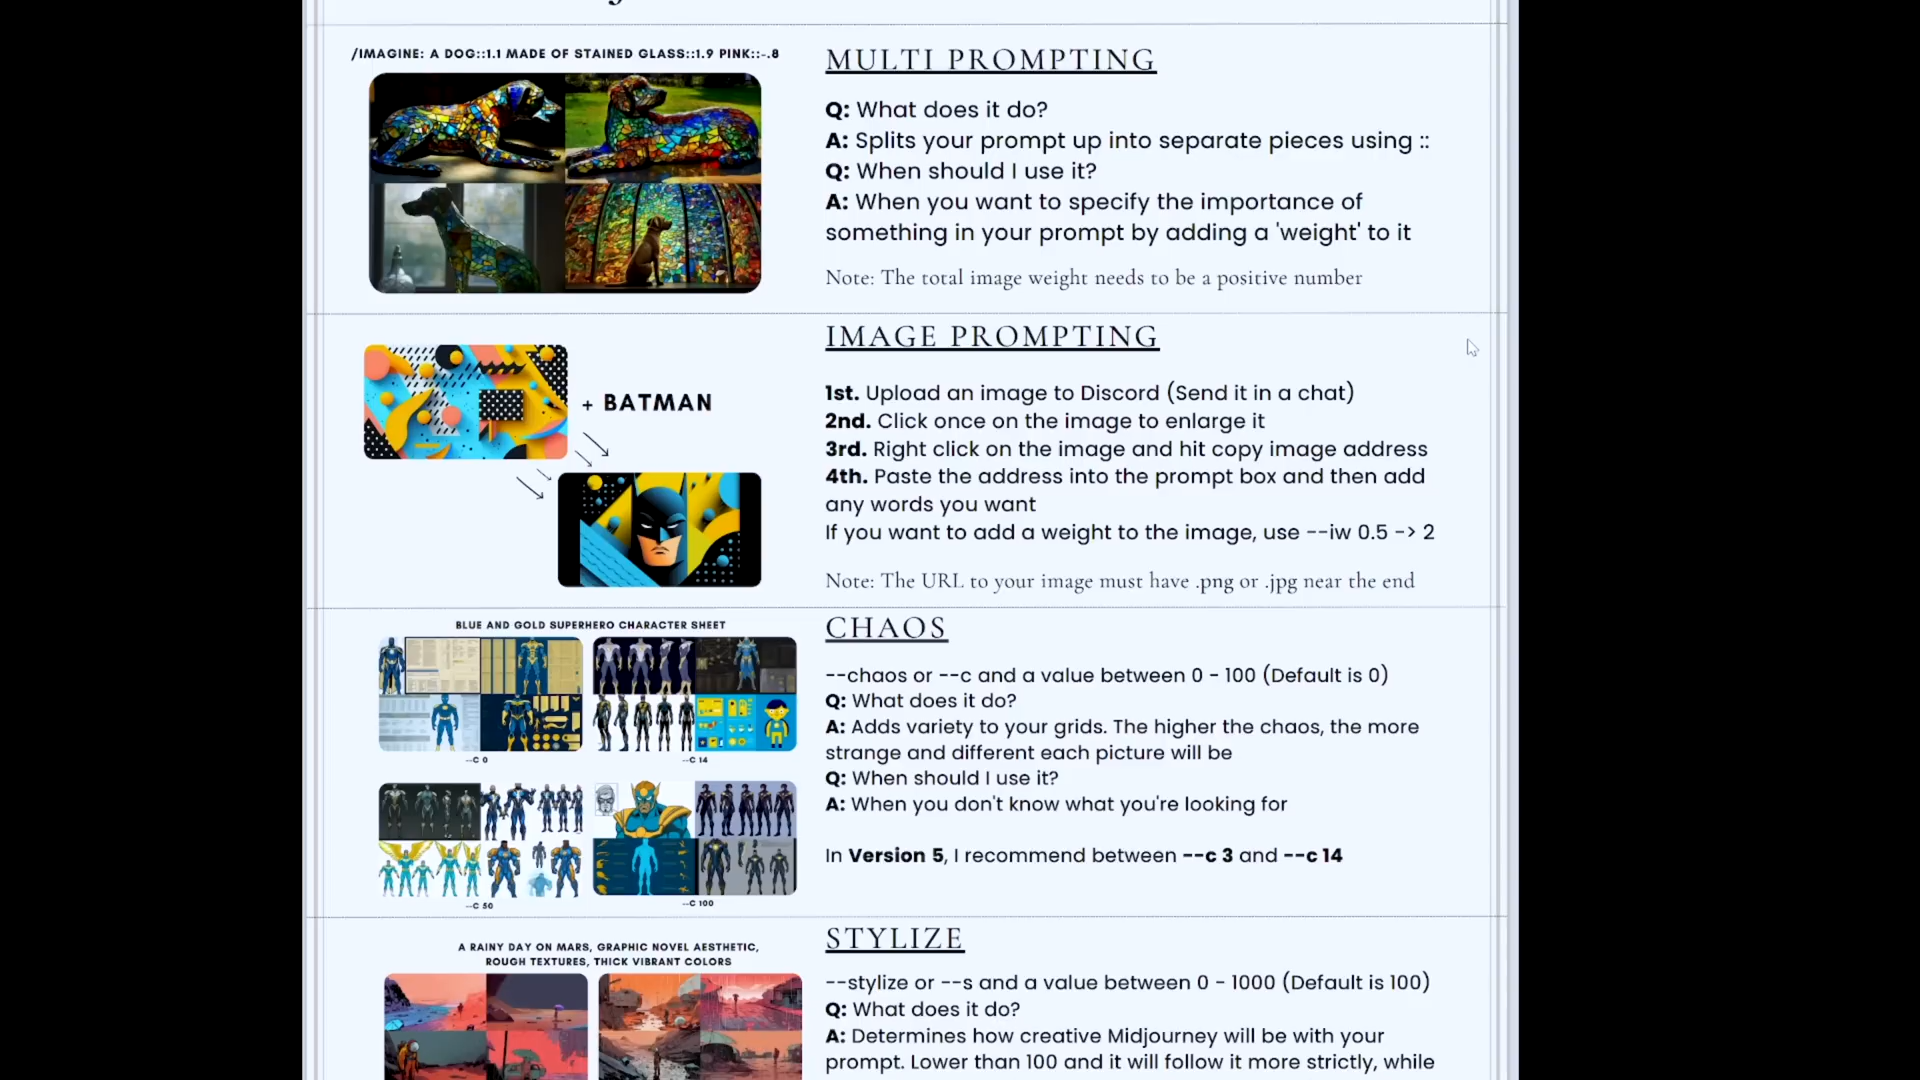 /IMAGINE: A DOG::1.1 MADE OF STAINED GLASS::1.9 PINK::-.8
MULTI PROMPTING
Q: What does it do?
A: Splits your prompt up into separate pieces using ::
Q: When should I use it?
A: When you want to specify the importance of
something in your prompt by adding a 'weight' to it
Note: The total image weight needs to be a positive number
+ BATMAN
IMAGE PROMPTING
1st. Upload an image to Discord (Send it in a chat)
2nd. Click once on the image to enlarge it
3rd. Right click on the image and hit copy image address
4th. Paste the address into the prompt box and then add
any words you want
If you want to add a weight to the image, use --iw 0.5 -> 2
Note: The URL to your image must have .png or .jpg near the end
BLUE AND GOLD SUPERHERO CHARACTER SHEET
--C 0
--C 14
--C 50
--C 100
CHAOS
--chaos or --c and a value between 0 - 100 (Default is 0)
Q: What does it do?
A: Adds variety to your grids. The higher the chaos, the more
strange and different each picture will be
Q: When should I use it?
A: When you don't know what you're looking for
In Version 5, I recommend between --c 3 and --c 14
A RAINY DAY ON MARS, GRAPHIC NOVEL AESTHETIC,
ROUGH TEXTURES, THICK VIBRANT COLORS
STYLIZE
--stylize or --s and a value between 0 - 1000 (Default is 100)
Q: What does it do?
A: Determines how creative Midjourney will be with your
prompt. Lower than 100 and it will follow it more strictly, while